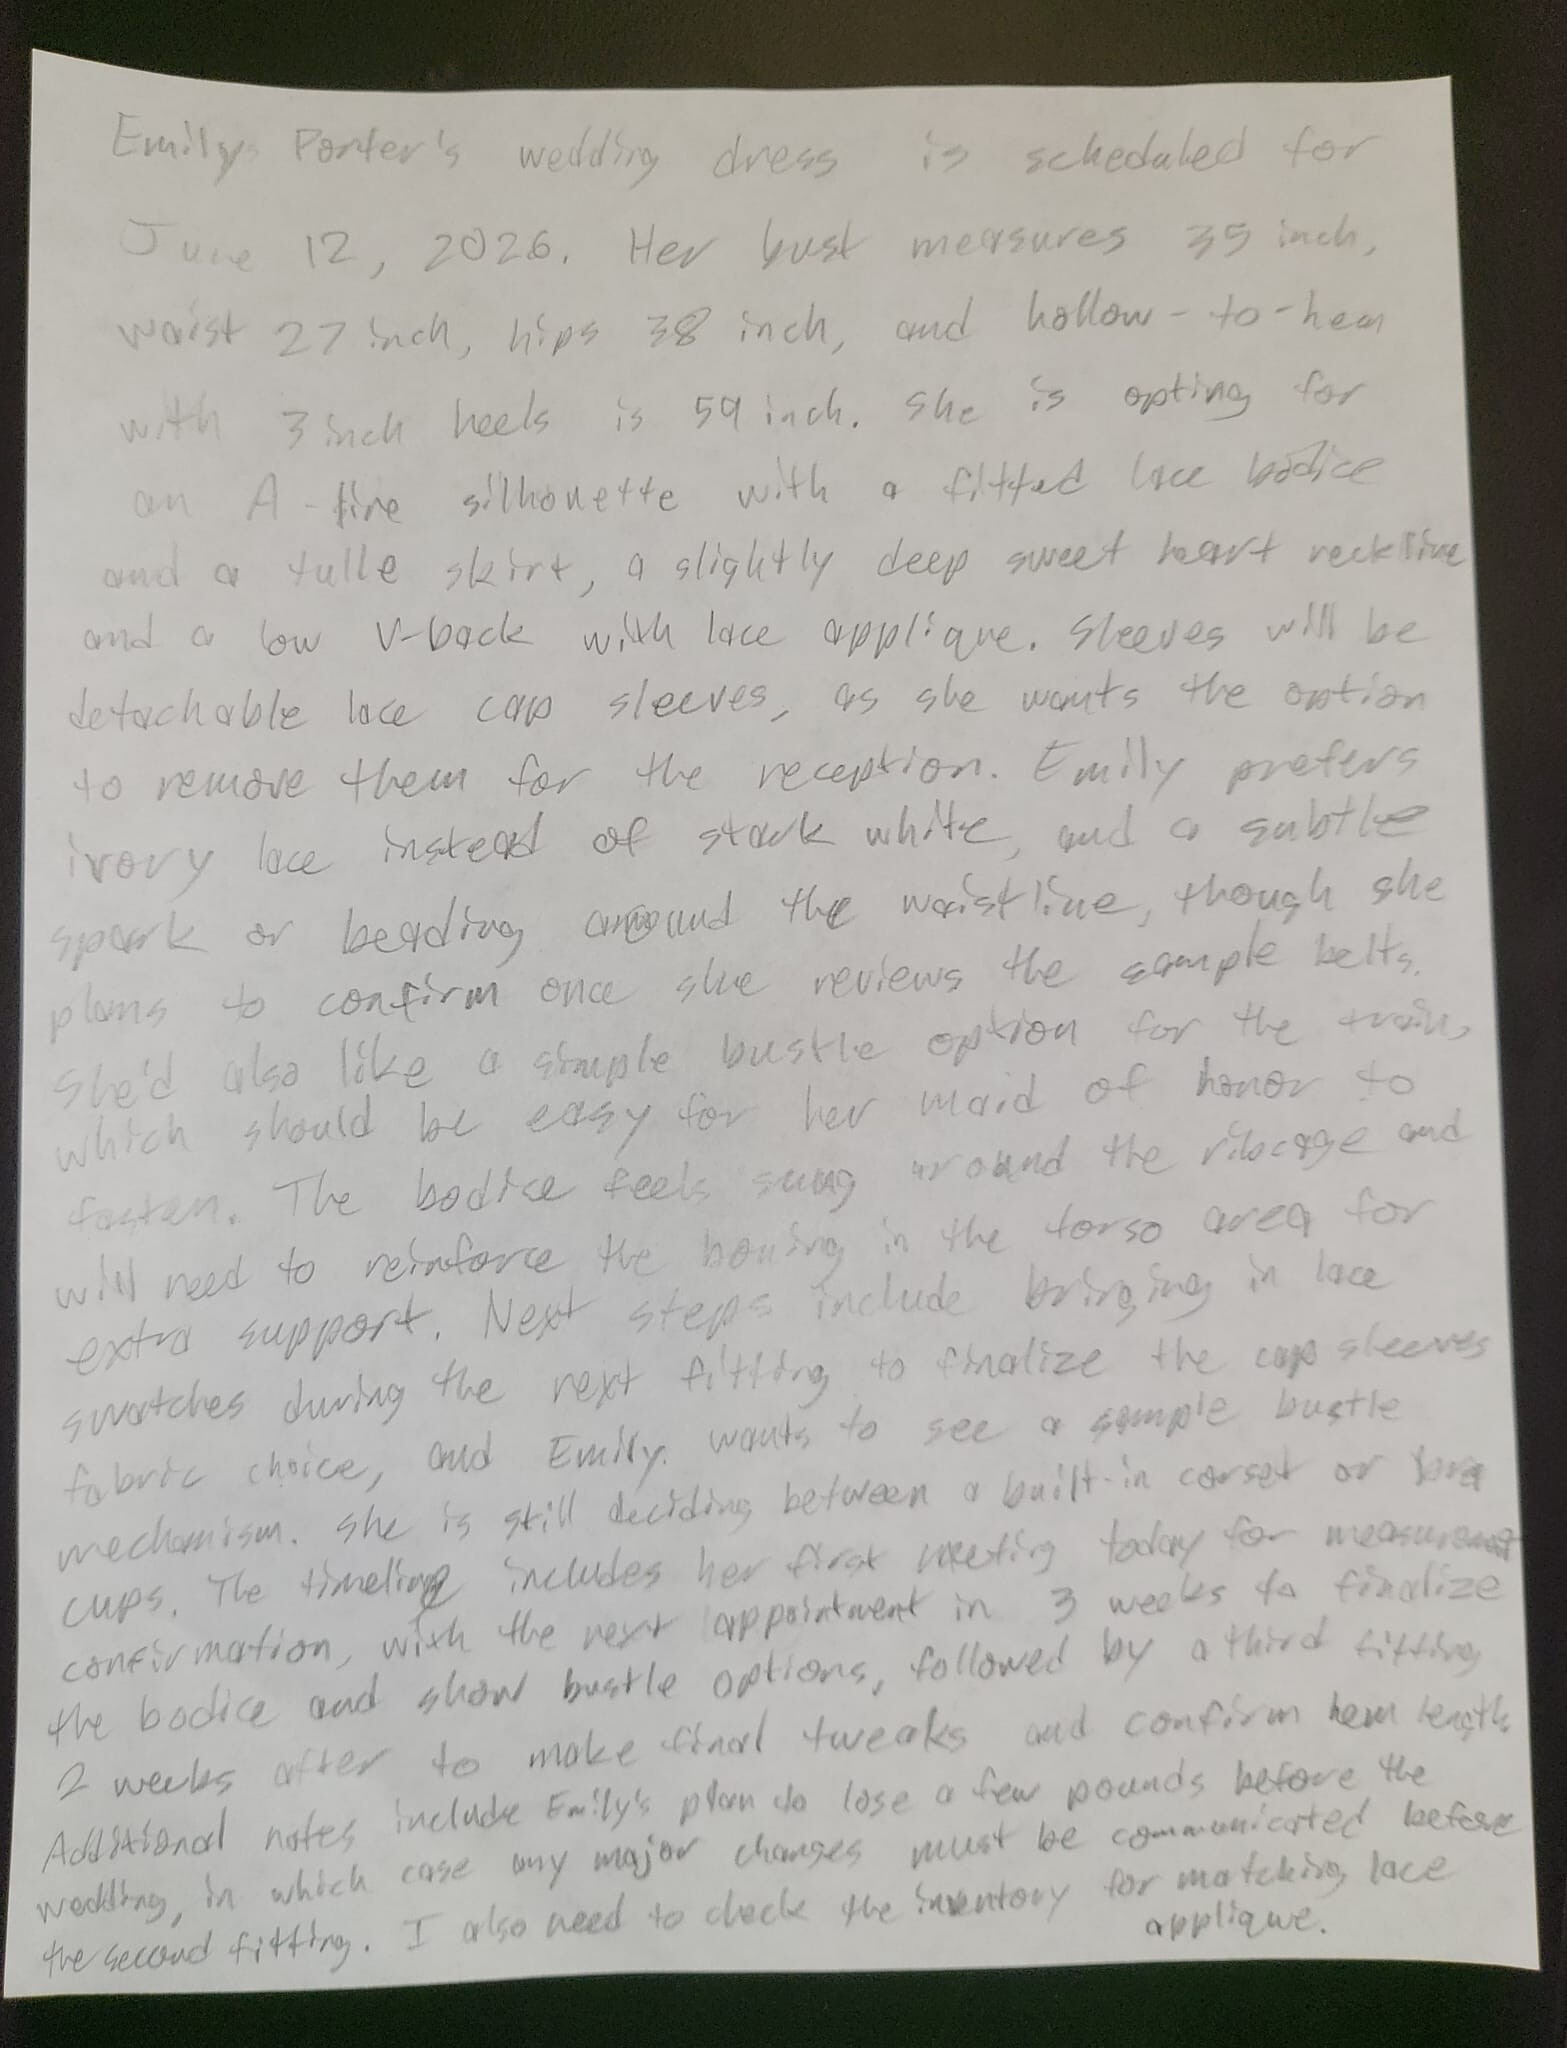 Emily Porter's wedding dress is scheduled for
June 12, 2026. Her bust measures 35 inch,
waist 27 inch, hips 38 inch, and hollow-to-hem
with 3 inch heels is 59 inch. She is opting for
an A-line silhouette with a fitted lace bodice
and a tulle skirt, a slightly deep sweet heart neckline
and a low V-back with lace applique. Sleeves will be
detachable lace cap sleeves, as she wants the option
to remove them for the reception. Emily prefers
ivory lace instead of stark white, and a subtle
spark or beading around the waistline, though she
plans to confirm once she reviews the sample belts.
She'd also like a simple bustle option for the train,
which should be easy for her maid of honor to
fasten. The bodice feels snug around the ribcage and
will need to reinforce the boning in the torso area for
extra support. Next steps include bringing in lace
swatches during the next fitting to finalize the cap sleeves
fabric choice, and Emily. wants to see a sample bustle
mechanism. She is still deciding between a built-in corset or bra
cups. The timeline includes her first meeting today for measurement
confirmation, with the next appointment in 3 weeks to finalize
the bodice and show bustle options, followed by a third fitting
2 weeks after to make final tweaks and confirm hem length
Additional notes include Emily's plan to lose a few pounds before the
wedding, in which case any major changes must be communicated before
the second fitting. I also need to check the inventory for matching lace
applique.